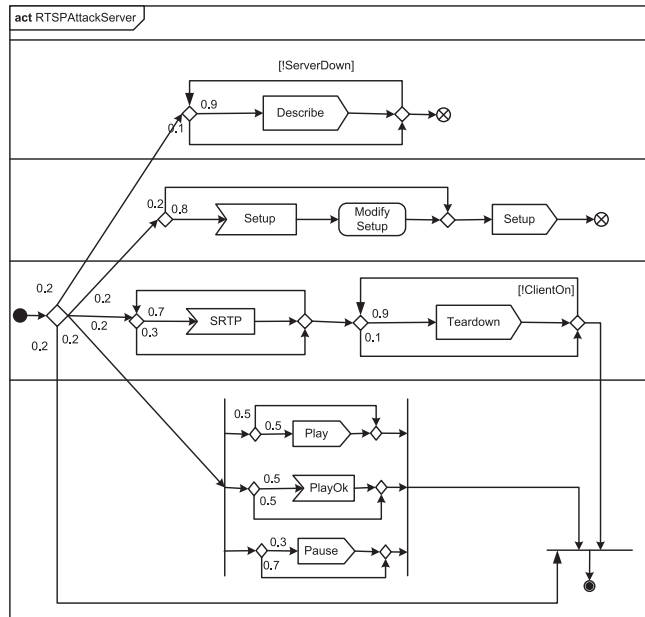 act RTSPAttackServer
[!ServerDown]
0.9
Describe
0.1
0.2
0.8
Setup
Modify
Setup
Setup
[!ClientOn]
0.2
0.2
0.7
SRTP
0.9
Teardown
0.2
0.3
0.1
0.2
0.2
0.5
0.5
Play
0.5
PlayOk
0.5
0.3
Pause
0.7